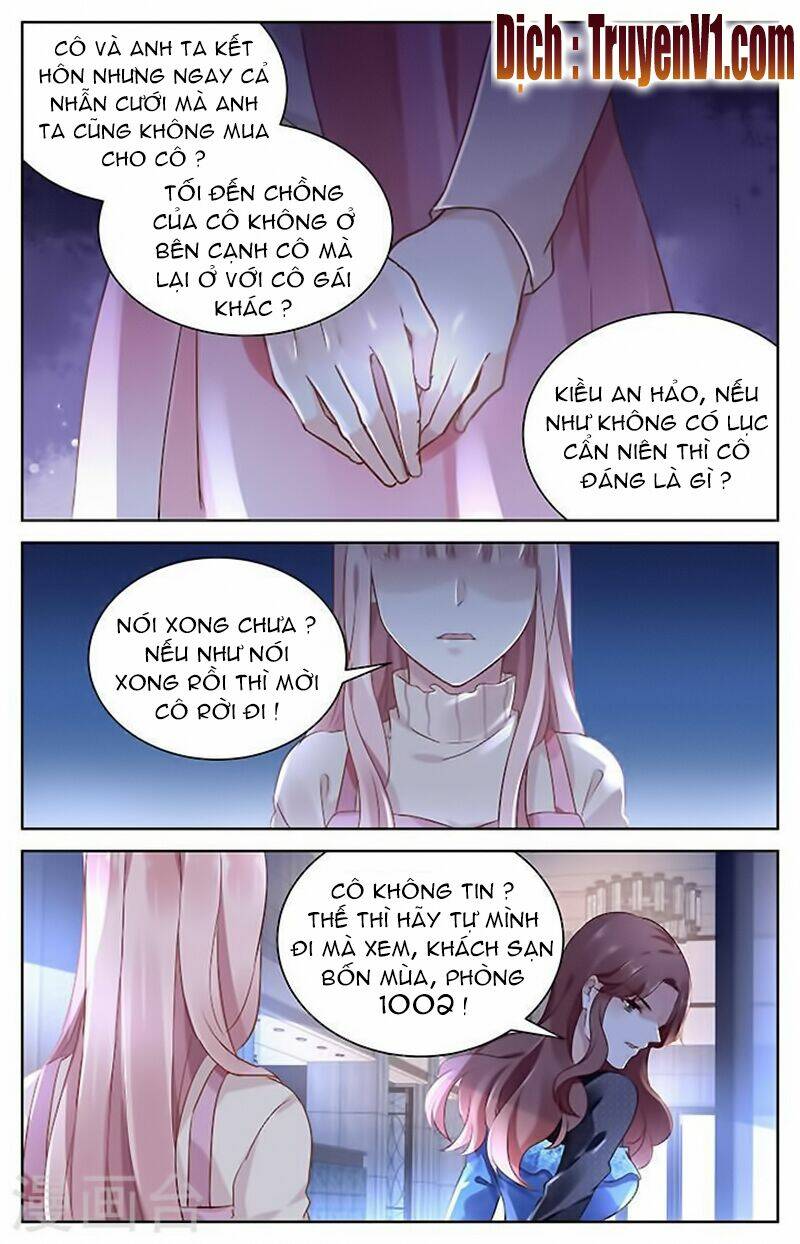 Dịch : TruyenV1.com
CÔ VÀ ANH TA KẾT
HÔN NHƯNG NGAY CẢ
NHẪN CƯỚI MÀ ANH
TA CŨNG KHÔNG MUA
CHO CÔ ?
TỐI ĐẾN CHỒNG
CỦA CÔ KHÔNG Ở
BÊN CẠNH CÔ MÀ
LẠI Ở VỚI CÔ GÁI
KHÁC ?
KIỀU AN HẢO, NẾU
NHƯ KHÔNG CÓ LỤC
CẨN NIÊN THÌ CÔ
ĐÁNG LÀ GÌ ?
NÓI XONG CHƯA ?
NẾU NHƯ NÓI
XONG RỒI THÌ MỜI
CÔ RỜI ĐI !
CÔ KHÔNG TIN ?
THẾ THÌ HÃY TỰ MÌNH
ĐI MÀ XEM, KHÁCH SẠN
BỐN MÙA, PHÒNG
1002 !
漫画台